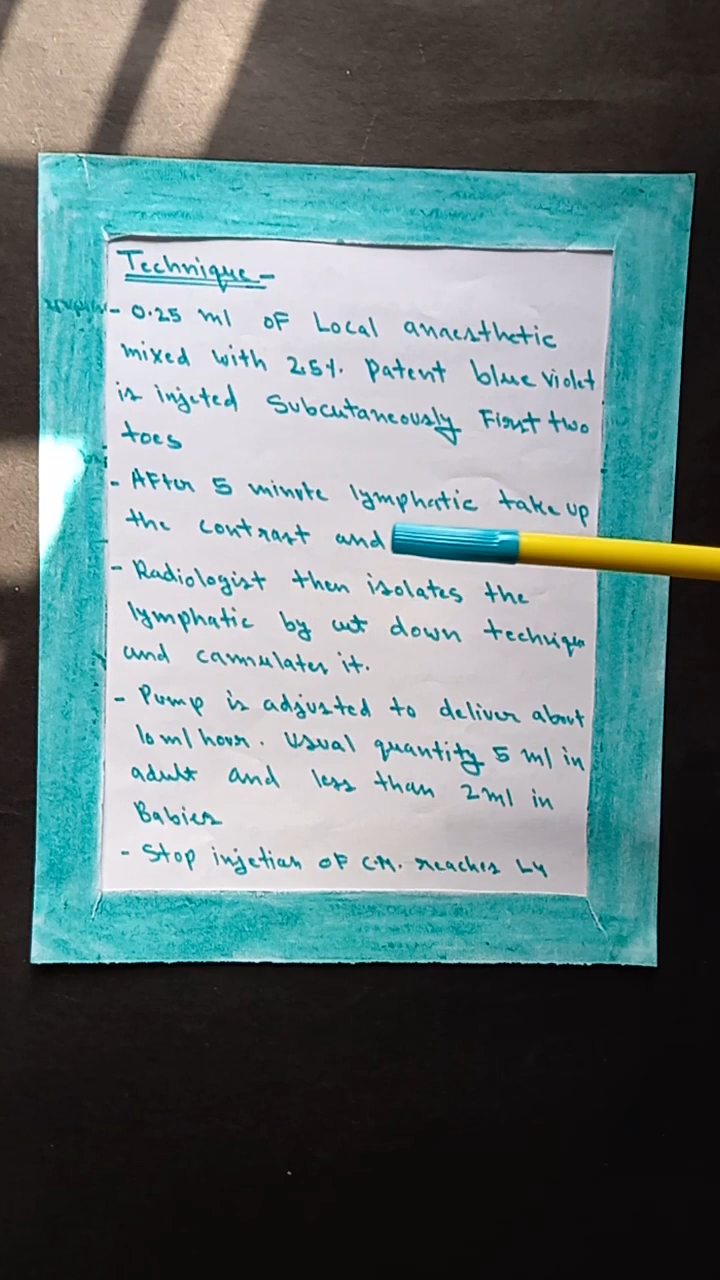 Technique -
- 0.25 ml of Local anaesthetic
mixed with 2.5%. Patent blue violet
is injeted Subcutaneously First two
toes
- After 5 minute lymphatic take up
the contrast and
- Radiologist then isolates the
lymphatic by cut down technique
and cannulates it.
- Pump is adjusted to deliver about
10 ml/hour. Usual quantity 5 ml in
adult and less than 2 ml in
Babies
- Stop injetion of C.M. reaches L4